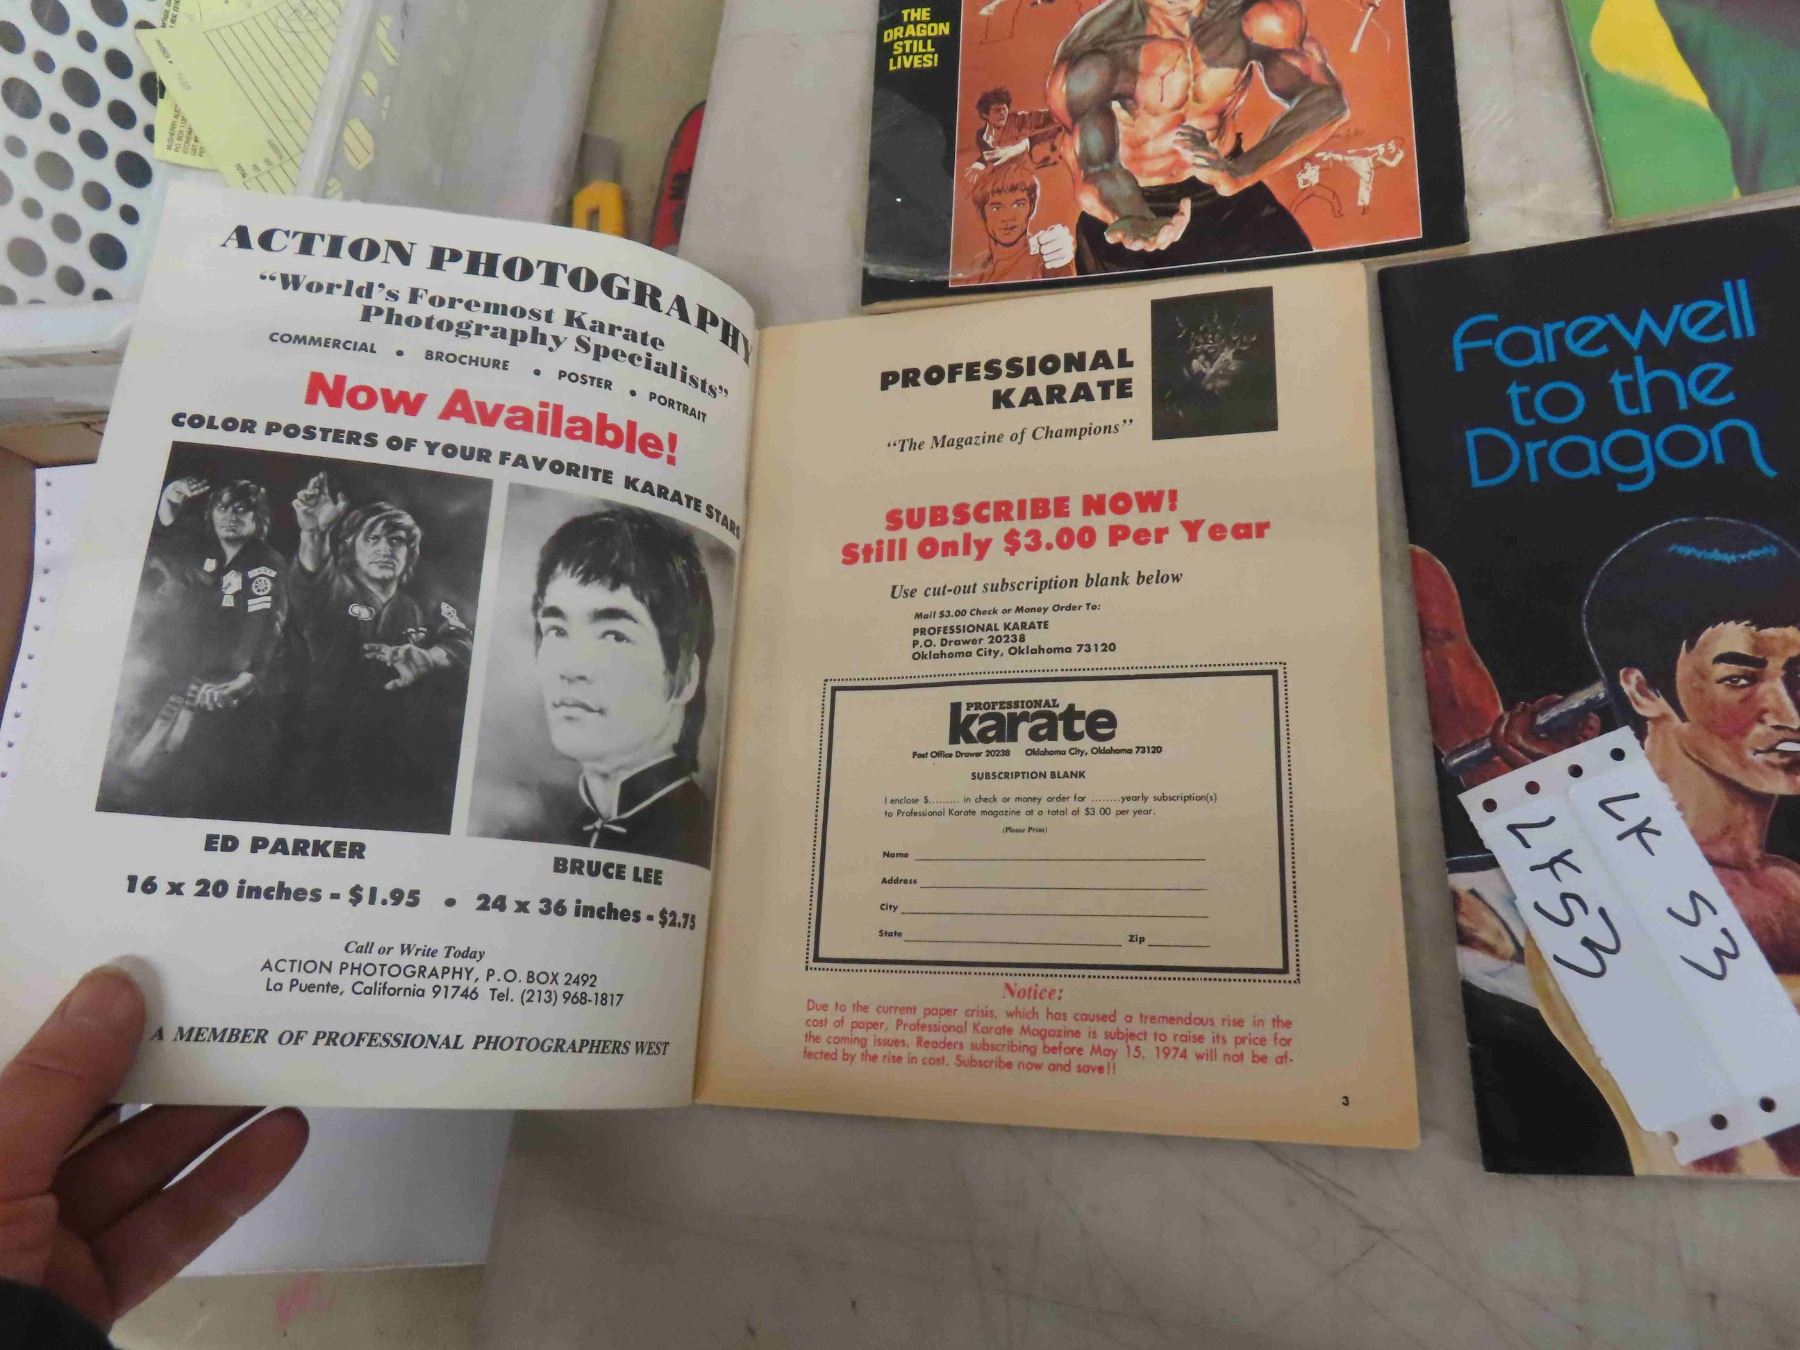 THE
DRAGON
STILL
LIVES!
ACTION PHOTOGRAPHY
“World’s Foremost Karate
Photography Specialists”
COMMERCIAL • BROCHURE • POSTER • PORTRAIT
Now Available!
COLOR POSTERS OF YOUR FAVORITE KARATE STARS
ED PARKER
BRUCE LEE
16 x 20 inches - $1.95 • 24 x 36 inches - $2.75
Call or Write Today
ACTION PHOTOGRAPHY, P.O. BOX 2492
La Puente, California 91746 Tel. (213) 968-1817
A MEMBER OF PROFESSIONAL PHOTOGRAPHERS WEST
PROFESSIONAL
KARATE
“The Magazine of Champions”
SUBSCRIBE NOW!
Still Only $3.00 Per Year
Use cut-out subscription blank below
Mail $3.00 Check or Money Order To:
PROFESSIONAL KARATE
P.O. Drawer 20238
Oklahoma City, Oklahoma 73120
PROFESSIONAL
karate
Post Office Drawer 20238 Oklahoma City, Oklahoma 73120
SUBSCRIPTION BLANK
I enclose $......... in check or money order for ........yearly subscription(s)
to Professional Karate magazine at a total of $3.00 per year.
(Please Print)
Name
Address
City
State Zip
Notice:
Due to the current paper crisis, which has caused a tremendous rise in the
cost of paper, Professional Karate Magazine is subject to raise its price for
the coming issues. Readers subscribing before May 15, 1974 will not be af-
fected by the rise in cost. Subscribe now and save!!
3
Farewell
to the
Dragon
LK 53
LK53